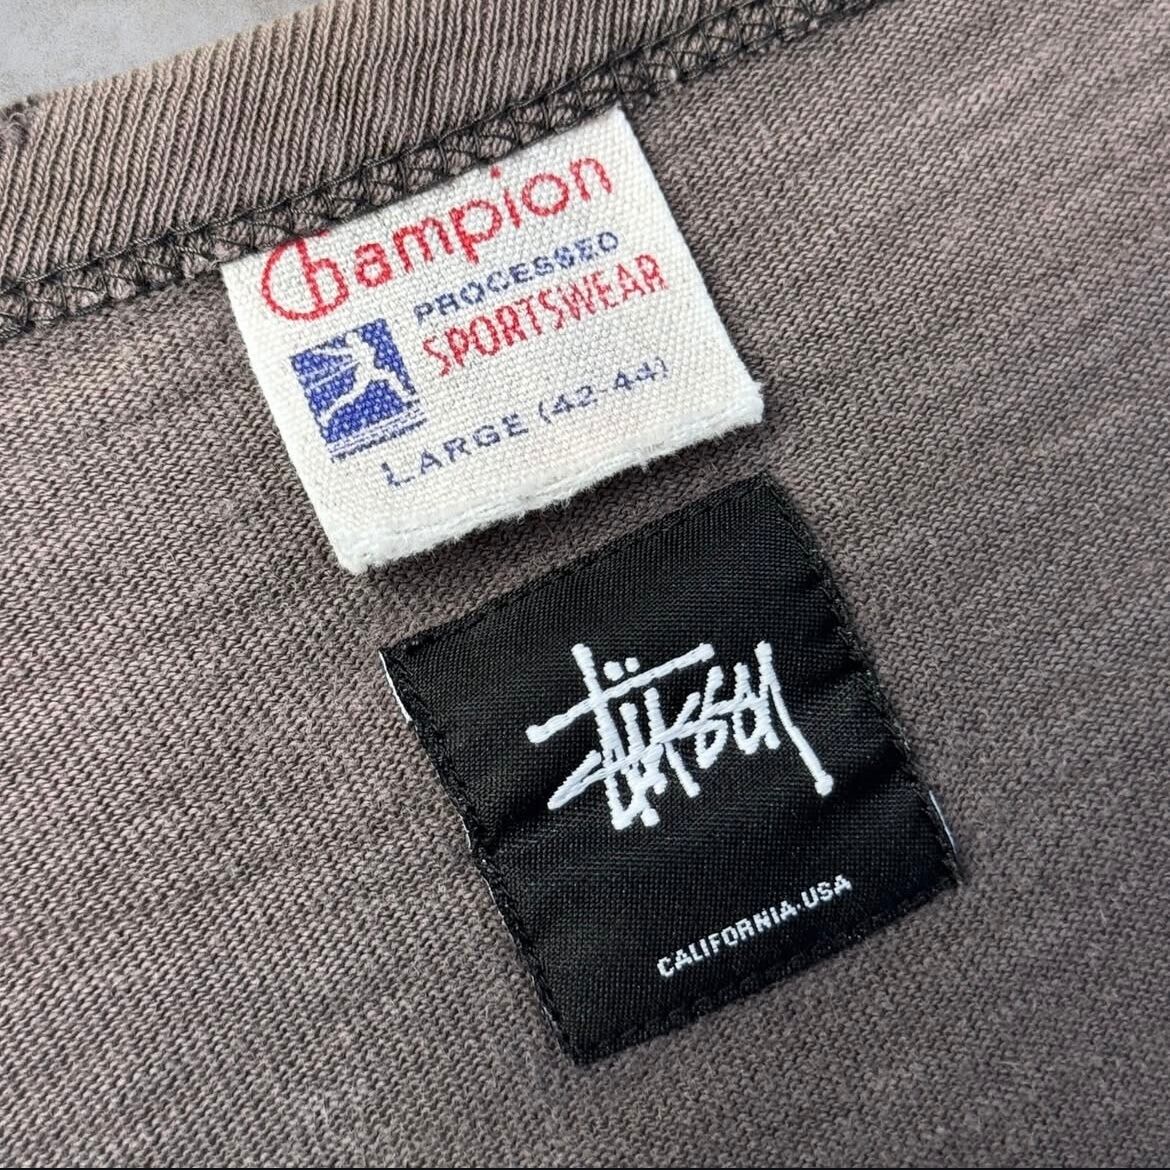 Champion
PROCESSED
SPORTSWEAR
LARGE (42-44)
Stüssy
CALIFORNIA·USA